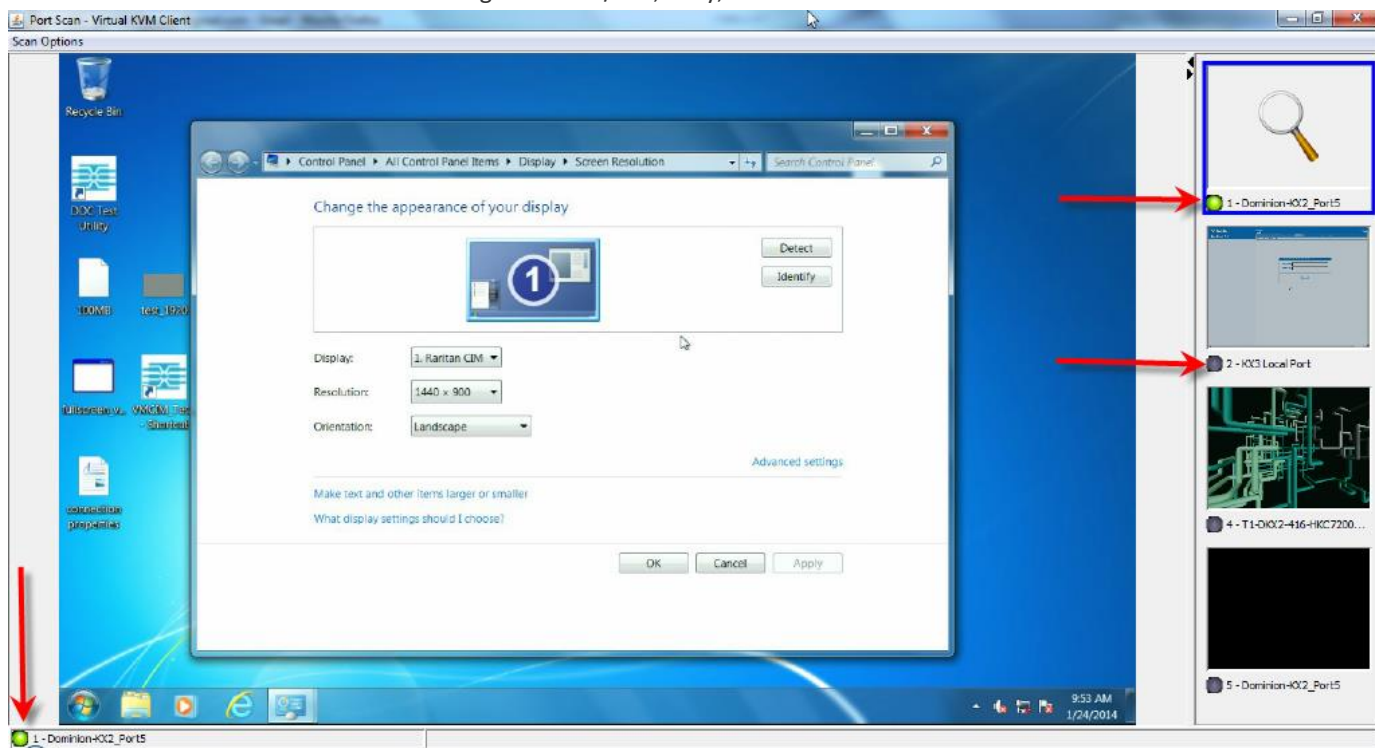 Port Scan - Virtual KVM Client
Scan Options
Recycle Bin
DDC Test
Utility
100MB
connection
properties
Control Panel ▸ All Control Panel Items ▸ Display ▸ Screen Resolution
Search Control Panel
Change the appearance of your display
1
Detect
Identify
Display: 1. Raritan CIM
Resolution: 1440 × 900
Orientation: Landscape
Advanced settings
Make text and other items larger or smaller
What display settings should I choose?
OK Cancel Apply
9:53 AM
1/24/2014
1 - Dominion-KX2_Port5
2 - KX3 Local Port
4 - T1-DKX2-416-HKC7200...
5 - Dominion-KX2_Port5
1 - Dominion-KX2_Port5